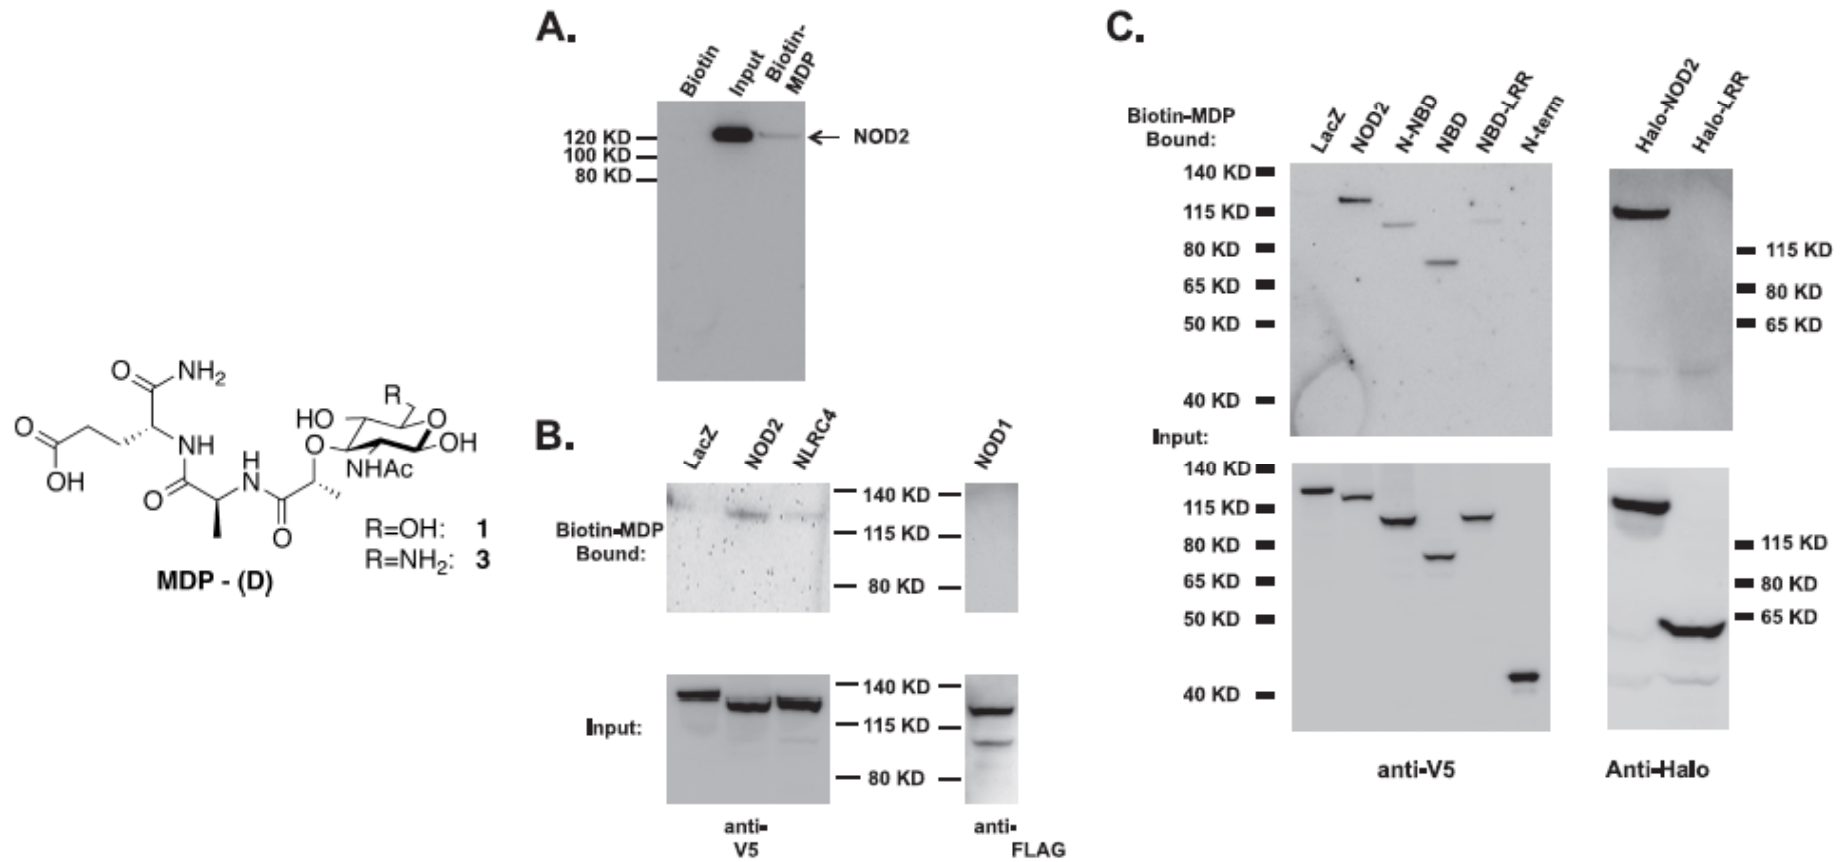 O
NH2
O
OH
NH
O
H
N
O
O
HO
R
O
OH
NHAc
R=OH: 1
R=NH2: 3
MDP - (D)
A.
Biotin
Input
Biotin-
MDP
120 KD
100 KD
80 KD
NOD2
B.
LacZ
NOD2
NLRC4
NOD1
Biotin-MDP
Bound:
140 KD
115 KD
80 KD
Input:
140 KD
115 KD
80 KD
anti-
V5
anti-
FLAG
C.
Biotin-MDP
Bound:
LacZ
NOD2
N-NBD
NBD
NBD-LRR
N-term
Halo-NOD2
Halo-LRR
140 KD
115 KD
80 KD
65 KD
50 KD
40 KD
115 KD
80 KD
65 KD
Input:
140 KD
115 KD
80 KD
65 KD
50 KD
40 KD
115 KD
80 KD
65 KD
anti-V5
Anti-Halo